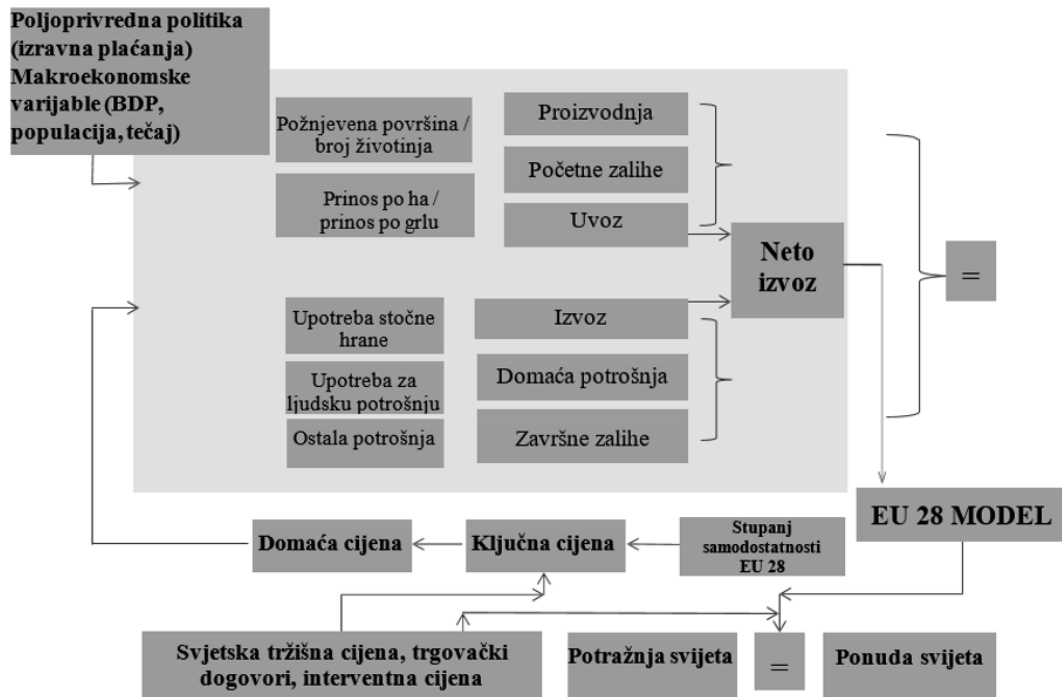 Poljoprivredna politika
(izravna plaćanja)
Makroekonomske
varijable (BDP,
populacija, tečaj)
Požnjevena površina /
broj životinja
Prinos po ha /
prinos po grlu
Proizvodnja
Početne zalihe
Uvoz
Neto
izvoz
=
Upotreba stočne
hrane
Upotreba za
ljudsku potrošnju
Ostala potrošnja
Izvoz
Domaća potrošnja
Završne zalihe
EU 28 MODEL
Domaća cijena
Ključna cijena
Stupanj
samodostatnosti
EU 28
Svjetska tržišna cijena, trgovački
dogovori, interventna cijena
Potražnja svijeta
=
Ponuda svijeta